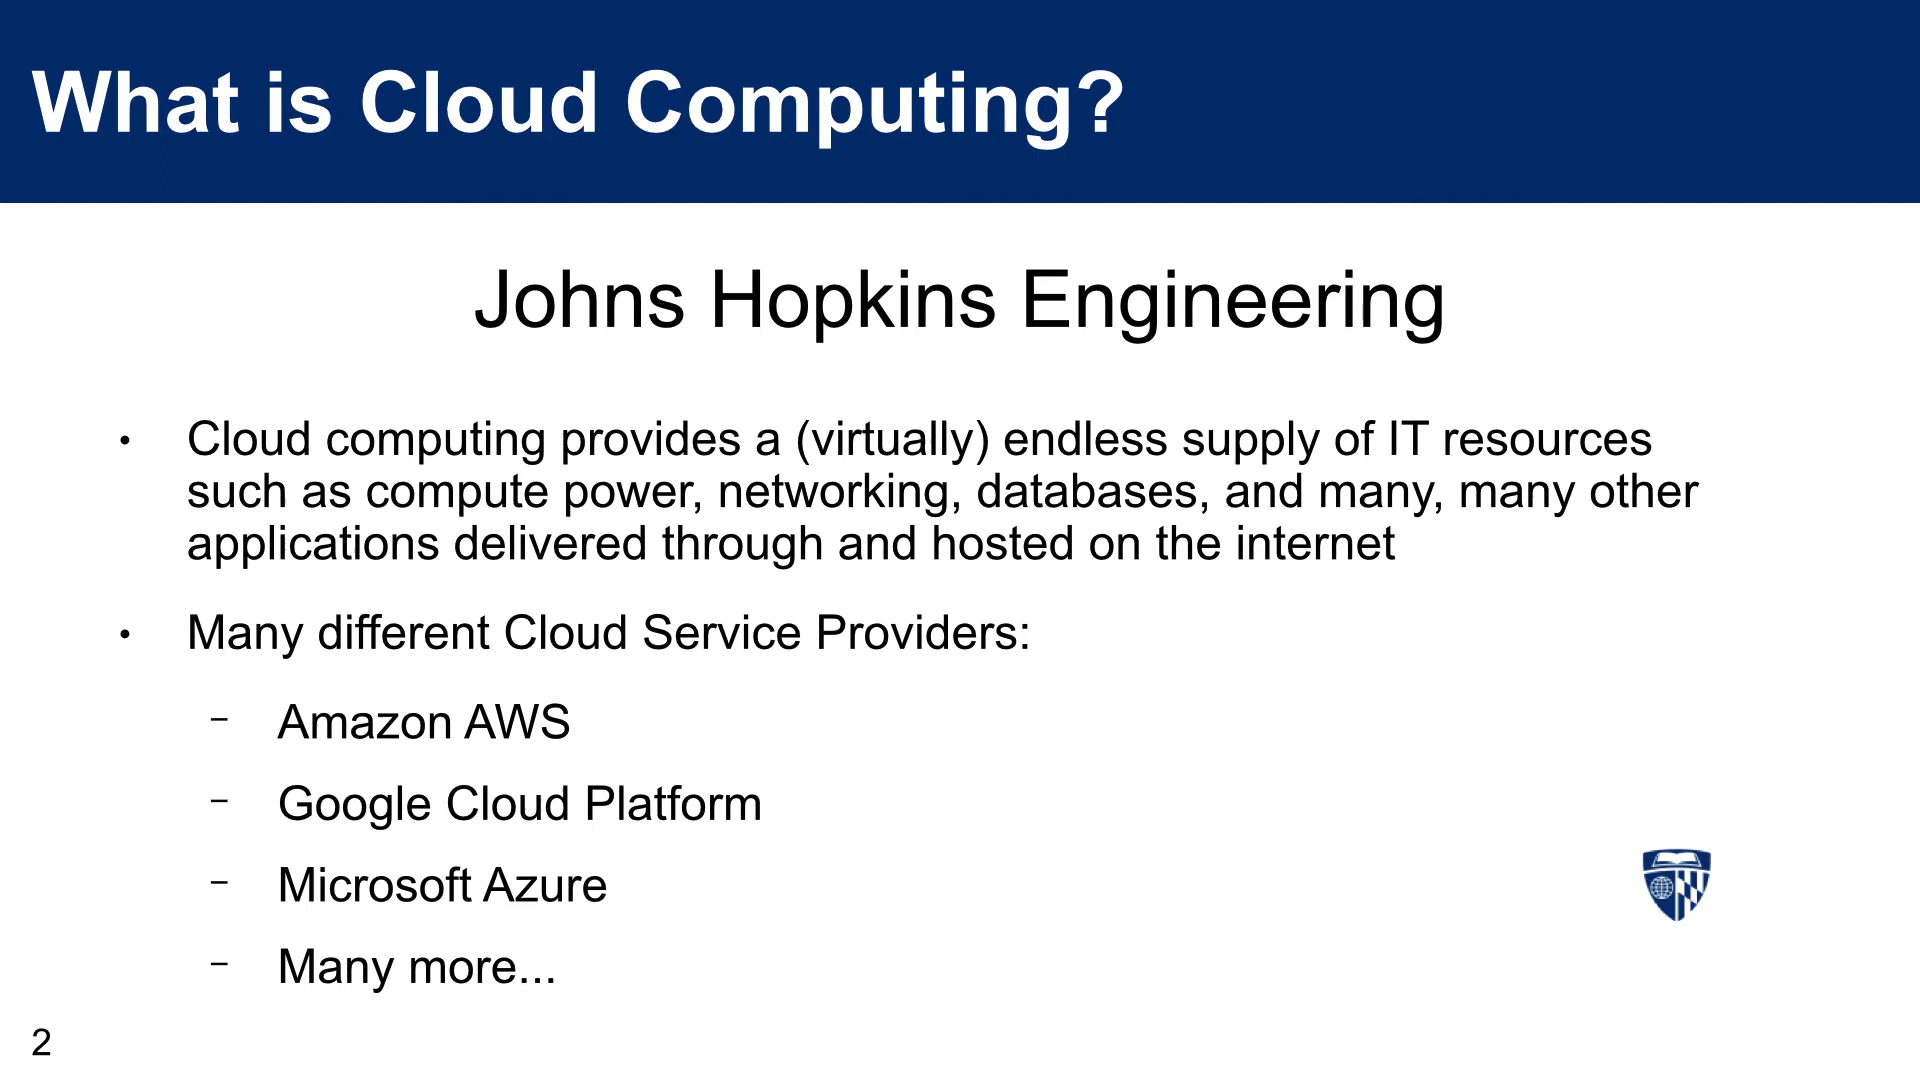 What is Cloud Computing?
Johns Hopkins Engineering
• Cloud computing provides a (virtually) endless supply of IT resources
such as compute power, networking, databases, and many, many other
applications delivered through and hosted on the internet
• Many different Cloud Service Providers:
– Amazon AWS
– Google Cloud Platform
– Microsoft Azure
– Many more...
2